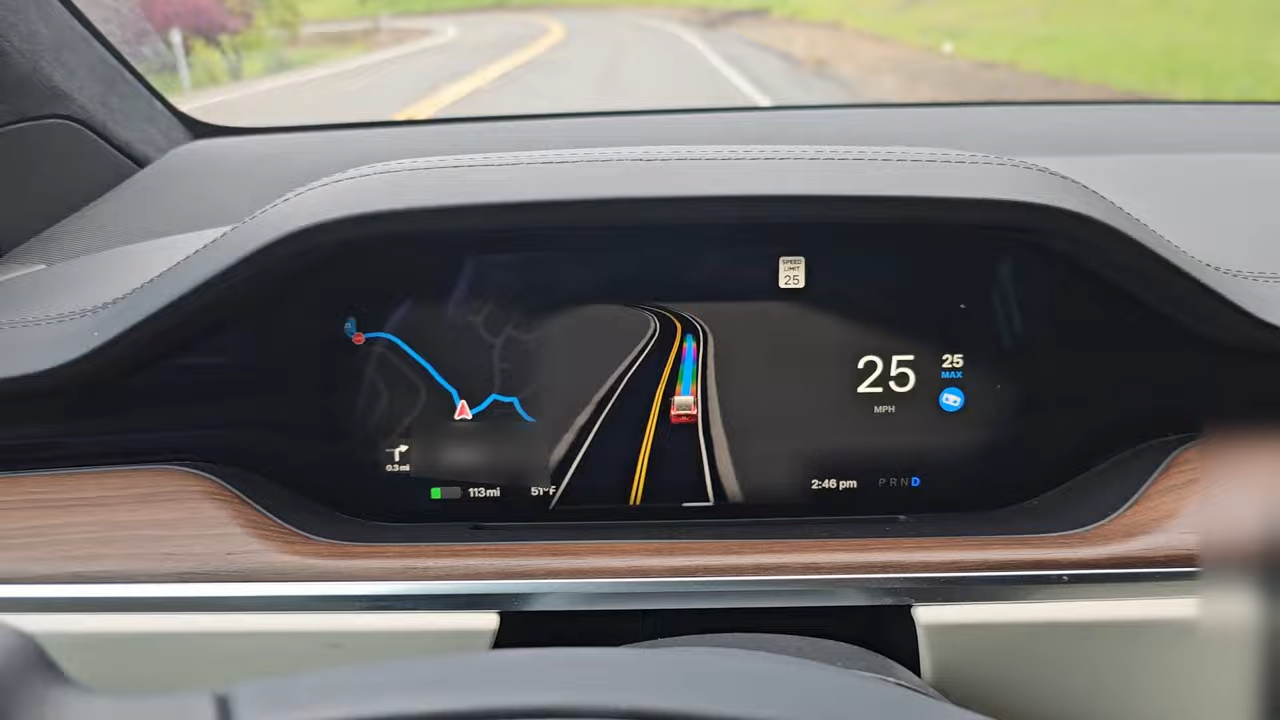 SPEED
LIMIT
25
25
MPH
25
MAX
0.3 mi
113 mi
51°F
2:46 pm
P R N D